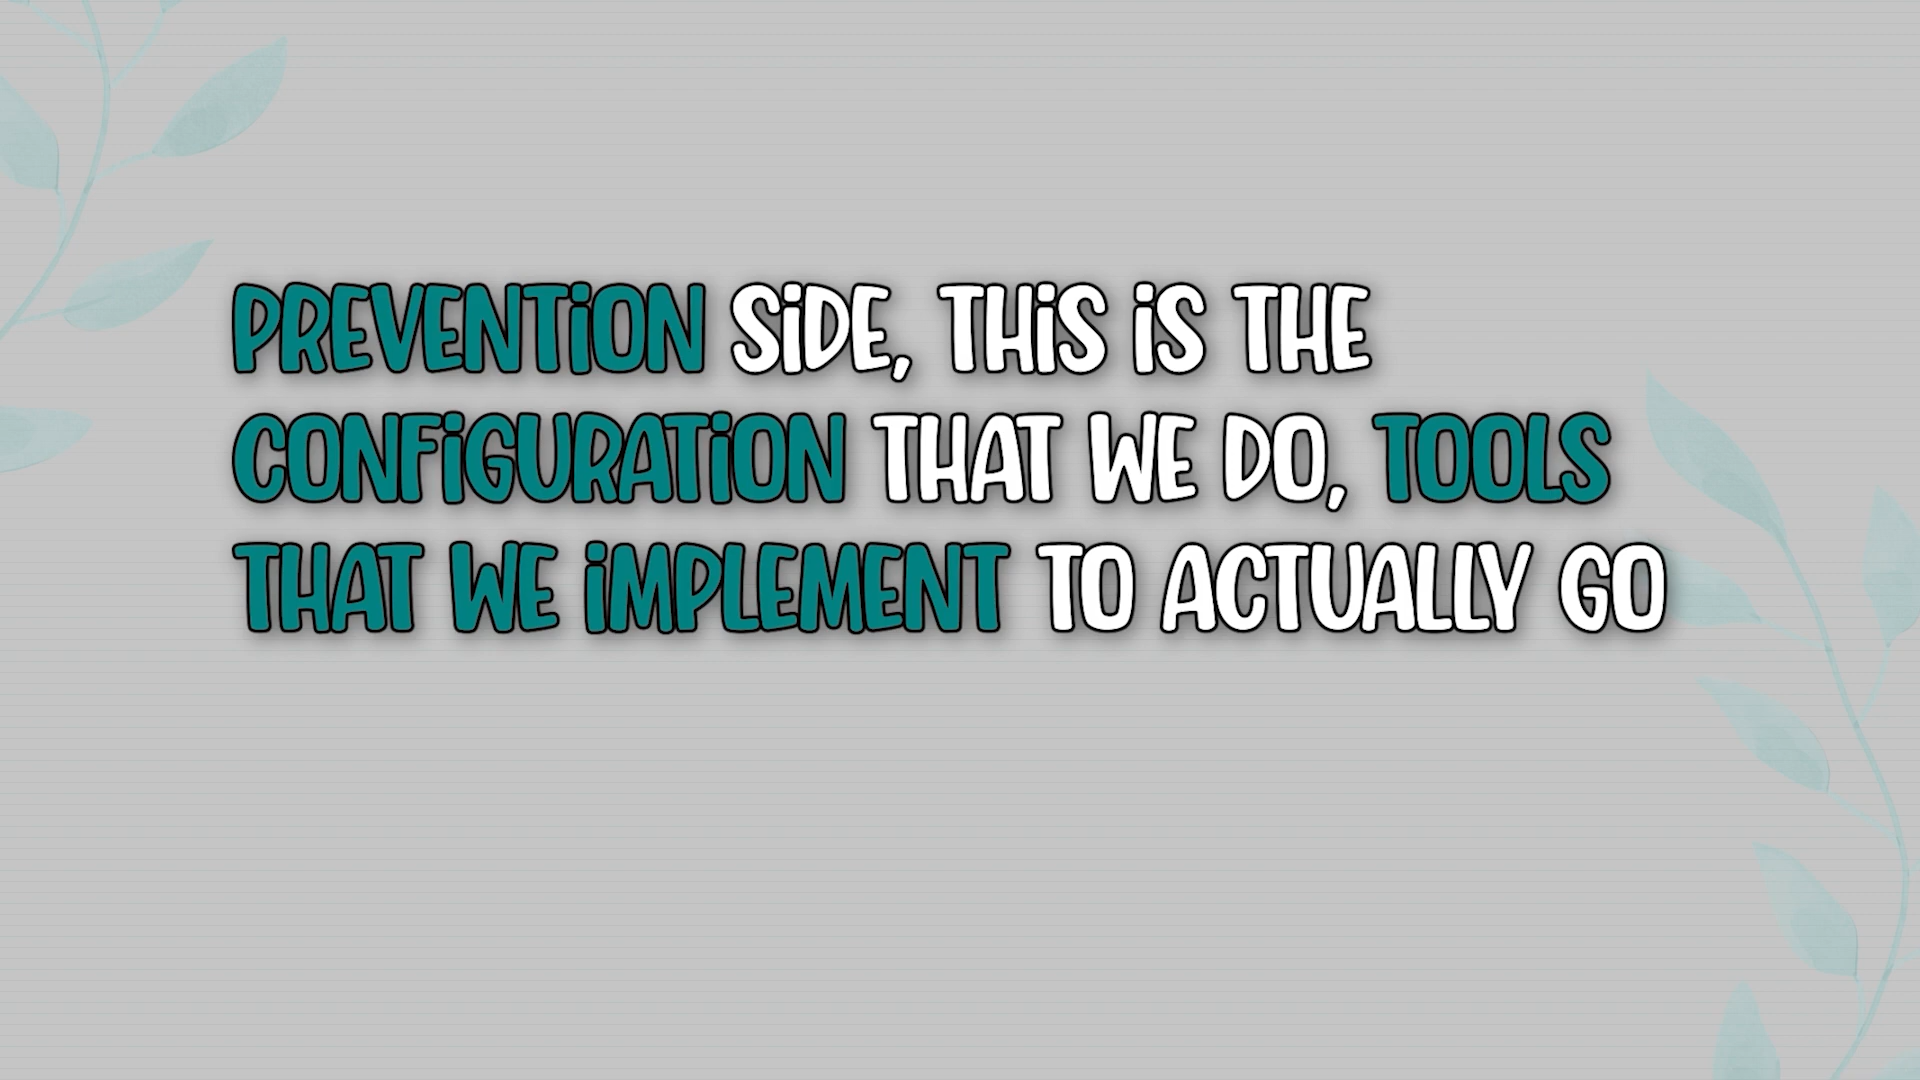 PREVENTiON SiDE, THiS iS THE
CONFiGURATiON THAT WE DO, TOOLS
THAT WE iMPLEMENT TO ACTUALLY GO